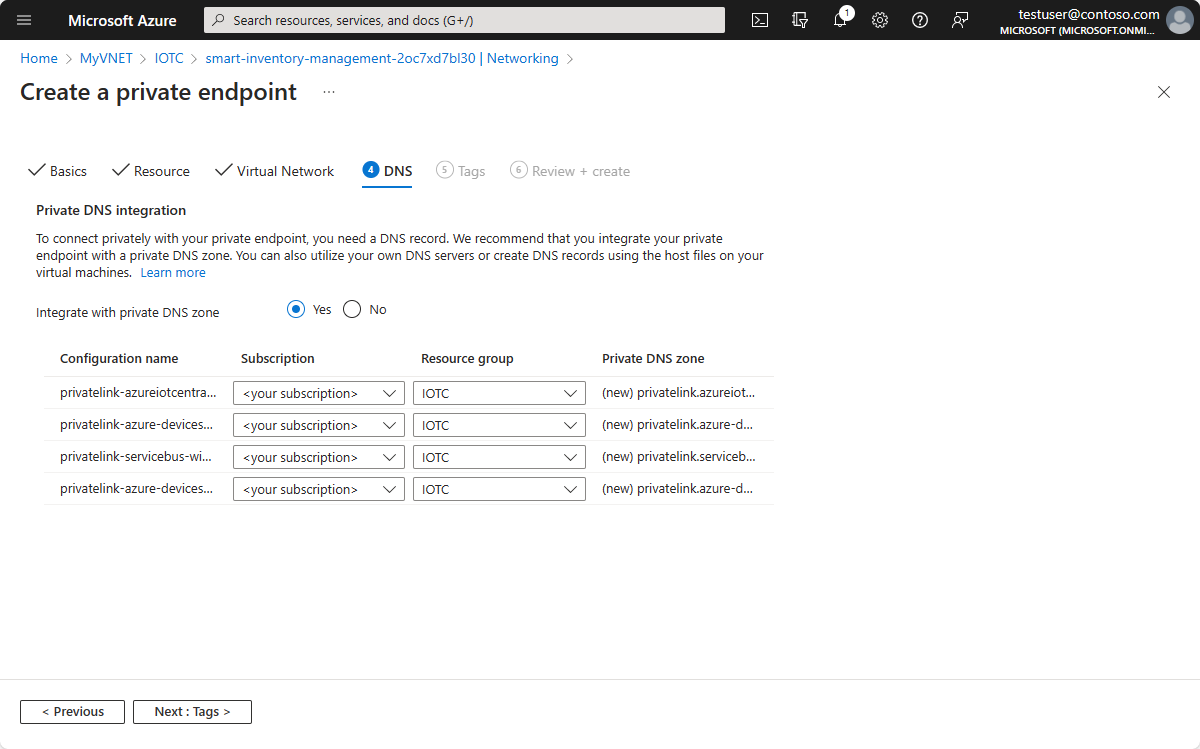 Microsoft Azure
Search resources, services, and docs (G+/)
1
testuser@contoso.com
MICROSOFT (MICROSOFT.ONMI...
Home > MyVNET > IOTC > smart-inventory-management-2oc7xd7bl30 | Networking >
Create a private endpoint ...
Basics
Resource
Virtual Network
4 DNS
5 Tags
6 Review + create
Private DNS integration
To connect privately with your private endpoint, you need a DNS record. We recommend that you integrate your private
endpoint with a private DNS zone. You can also utilize your own DNS servers or create DNS records using the host files on your
virtual machines. Learn more
Integrate with private DNS zone Yes No
Configuration name Subscription Resource group Private DNS zone
privatelink-azureiotcentra... <your subscription> IOTC (new) privatelink.azureiot...
privatelink-azure-devices... <your subscription> IOTC (new) privatelink.azure-d...
privatelink-servicebus-wi... <your subscription> IOTC (new) privatelink.serviceb...
privatelink-azure-devices... <your subscription> IOTC (new) privatelink.azure-d...
< Previous
Next : Tags >